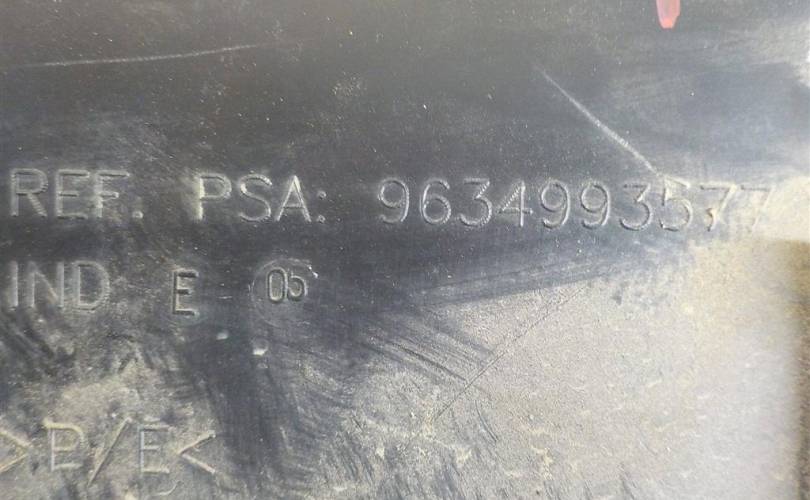 REF. PSA: 9634993577
IND E 05
>P/E<